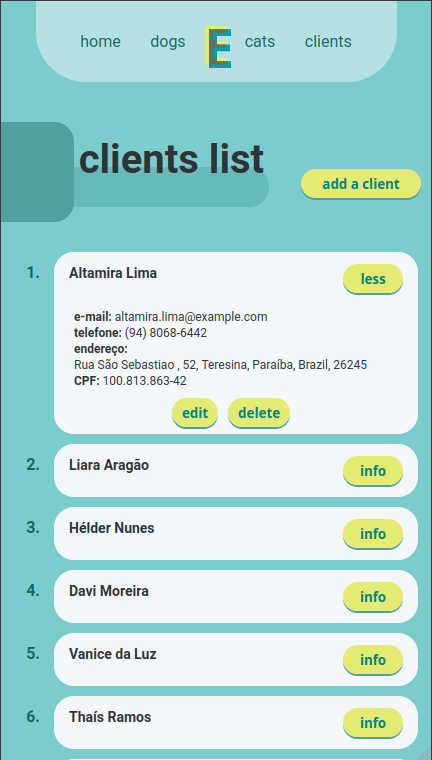 home dogs E cats clients
clients list
add a client
1. Altamira Lima less
e-mail: altamira.lima@example.com
telefone: (94) 8068-6442
endereço:
Rua São Sebastiao , 52, Teresina, Paraíba, Brazil, 26245
CPF: 100.813.863-42
edit delete
2. Liara Aragão info
3. Hélder Nunes info
4. Davi Moreira info
5. Vanice da Luz info
6. Thaís Ramos info